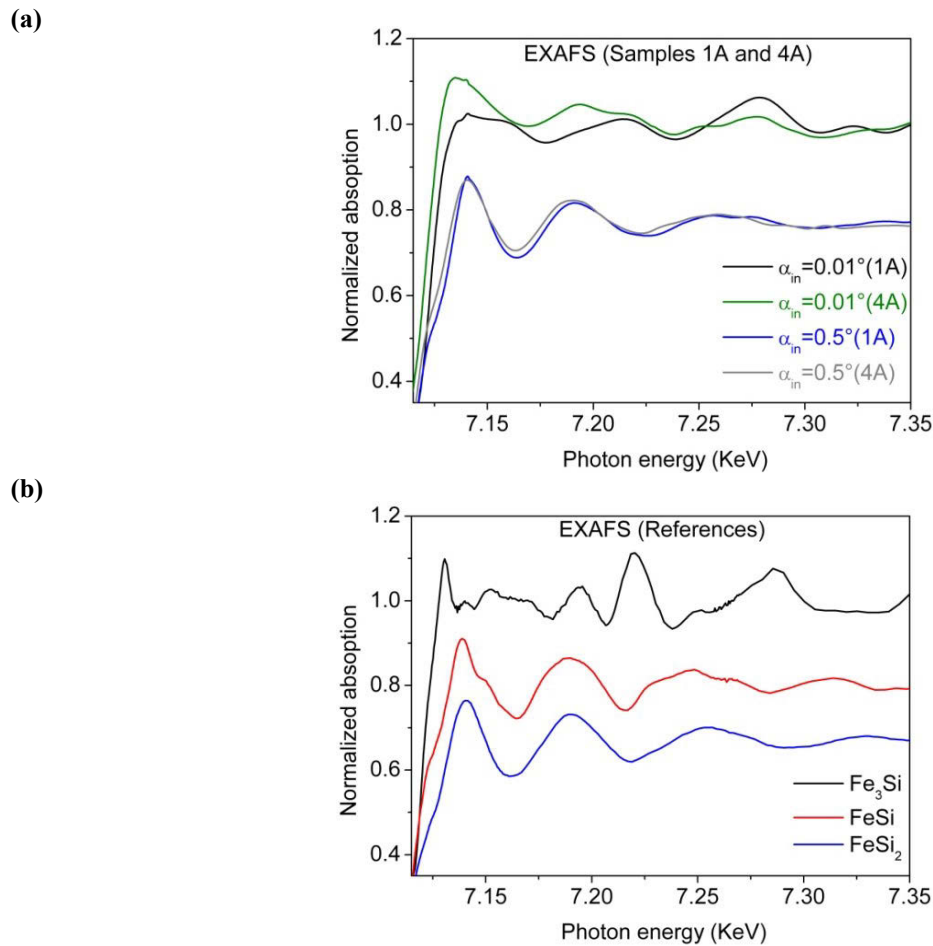 (a)
EXAFS (Samples 1A and 4A)
1.2
1.0
0.8
0.6
0.4
Normalized absoption
α_in=0.01°(1A)
α_in=0.01°(4A)
α_in=0.5°(1A)
α_in=0.5°(4A)
7.15 7.20 7.25 7.30 7.35
Photon energy (KeV)
(b)
EXAFS (References)
1.2
1.0
0.8
0.6
0.4
Normalized absoption
Fe₃Si
FeSi
FeSi₂
7.15 7.20 7.25 7.30 7.35
Photon energy (KeV)